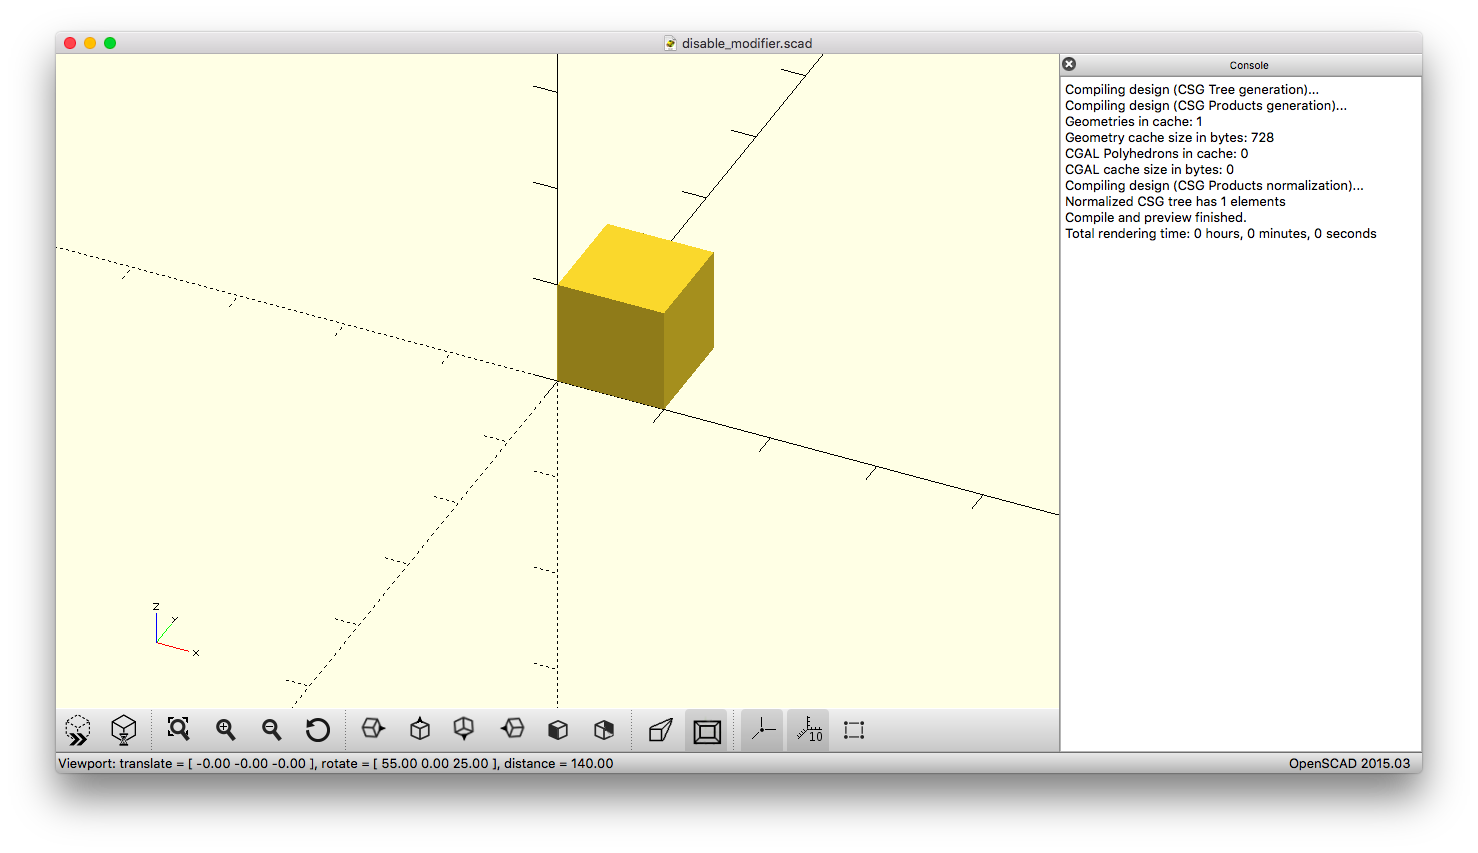 disable_modifier.scad
Console
Compiling design (CSG Tree generation)...
Compiling design (CSG Products generation)...
Geometries in cache: 1
Geometry cache size in bytes: 728
CGAL Polyhedrons in cache: 0
CGAL cache size in bytes: 0
Compiling design (CSG Products normalization)...
Normalized CSG tree has 1 elements
Compile and preview finished.
Total rendering time: 0 hours, 0 minutes, 0 seconds
z
y
x
10
Viewport: translate = [ -0.00 -0.00 -0.00 ], rotate = [ 55.00 0.00 25.00 ], distance = 140.00
OpenSCAD 2015.03